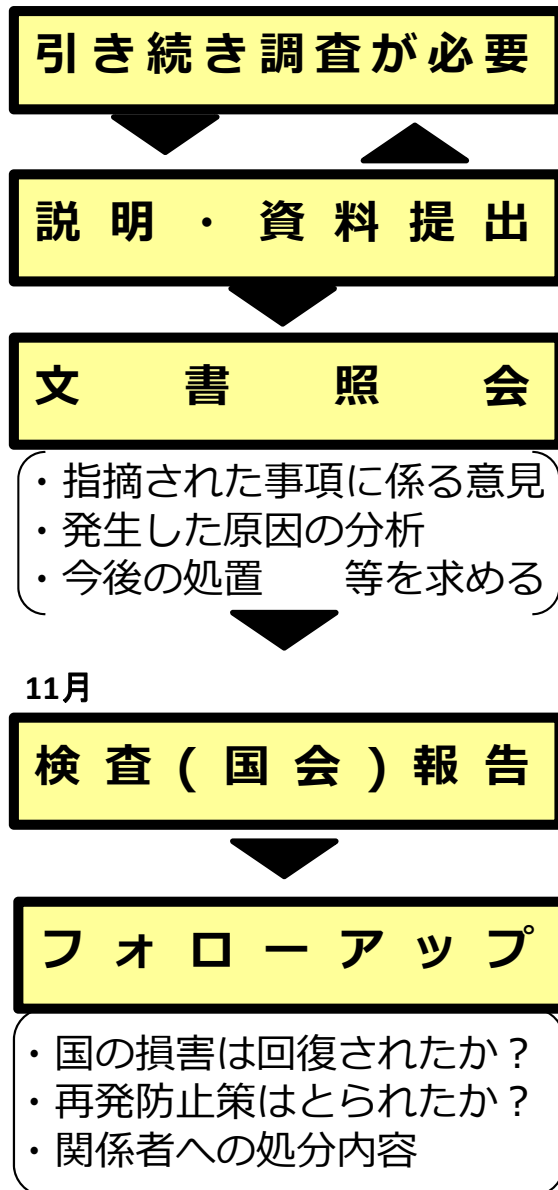 引き続き調査が必要
説明・資料提出
文書照会
・指摘された事項に係る意見
・発生した原因の分析
・今後の処置　　等を求める
11月
検査(国会)報告
フォローアップ
・国の損害は回復されたか？
・再発防止策はとられたか？
・関係者への処分内容